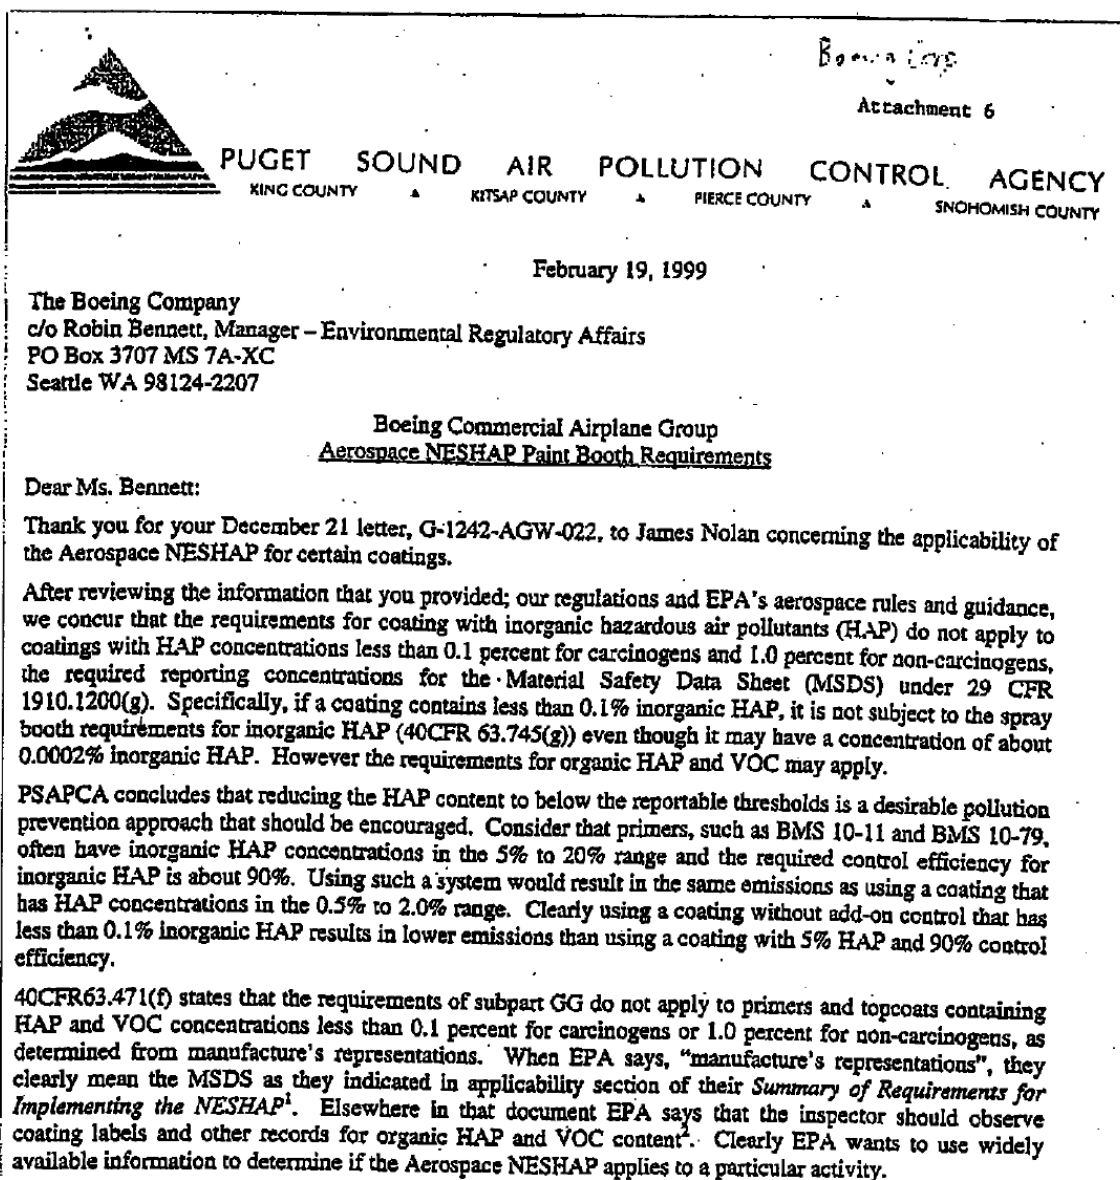 Attachment 6
PUGET SOUND AIR POLLUTION CONTROL AGENCY
KING COUNTY KITSAP COUNTY PIERCE COUNTY SNOHOMISH COUNTY
February 19, 1999
The Boeing Company
c/o Robin Bennett, Manager – Environmental Regulatory Affairs
PO Box 3707 MS 7A-XC
Seattle WA 98124-2207
Boeing Commercial Airplane Group
Aerospace NESHAP Paint Booth Requirements
Dear Ms. Bennett:
Thank you for your December 21 letter, G-1242-AGW-022, to James Nolan concerning the applicability of
the Aerospace NESHAP for certain coatings.
After reviewing the information that you provided; our regulations and EPA's aerospace rules and guidance,
we concur that the requirements for coating with inorganic hazardous air pollutants (HAP) do not apply to
coatings with HAP concentrations less than 0.1 percent for carcinogens and 1.0 percent for non-carcinogens,
the required reporting concentrations for the Material Safety Data Sheet (MSDS) under 29 CFR
1910.1200(g). Specifically, if a coating contains less than 0.1% inorganic HAP, it is not subject to the spray
booth requirements for inorganic HAP (40CFR 63.745(g)) even though it may have a concentration of about
0.0002% inorganic HAP. However the requirements for organic HAP and VOC may apply.
PSAPCA concludes that reducing the HAP content to below the reportable thresholds is a desirable pollution
prevention approach that should be encouraged. Consider that primers, such as BMS 10-11 and BMS 10-79,
often have inorganic HAP concentrations in the 5% to 20% range and the required control efficiency for
inorganic HAP is about 90%. Using such a system would result in the same emissions as using a coating that
has HAP concentrations in the 0.5% to 2.0% range. Clearly using a coating without add-on control that has
less than 0.1% inorganic HAP results in lower emissions than using a coating with 5% HAP and 90% control
efficiency.
40CFR63.471(f) states that the requirements of subpart GG do not apply to primers and topcoats containing
HAP and VOC concentrations less than 0.1 percent for carcinogens or 1.0 percent for non-carcinogens, as
determined from manufacture's representations. When EPA says, "manufacture's representations", they
clearly mean the MSDS as they indicated in applicability section of their Summary of Requirements for
Implementing the NESHAP¹. Elsewhere in that document EPA says that the inspector should observe
coating labels and other records for organic HAP and VOC content². Clearly EPA wants to use widely
available information to determine if the Aerospace NESHAP applies to a particular activity.